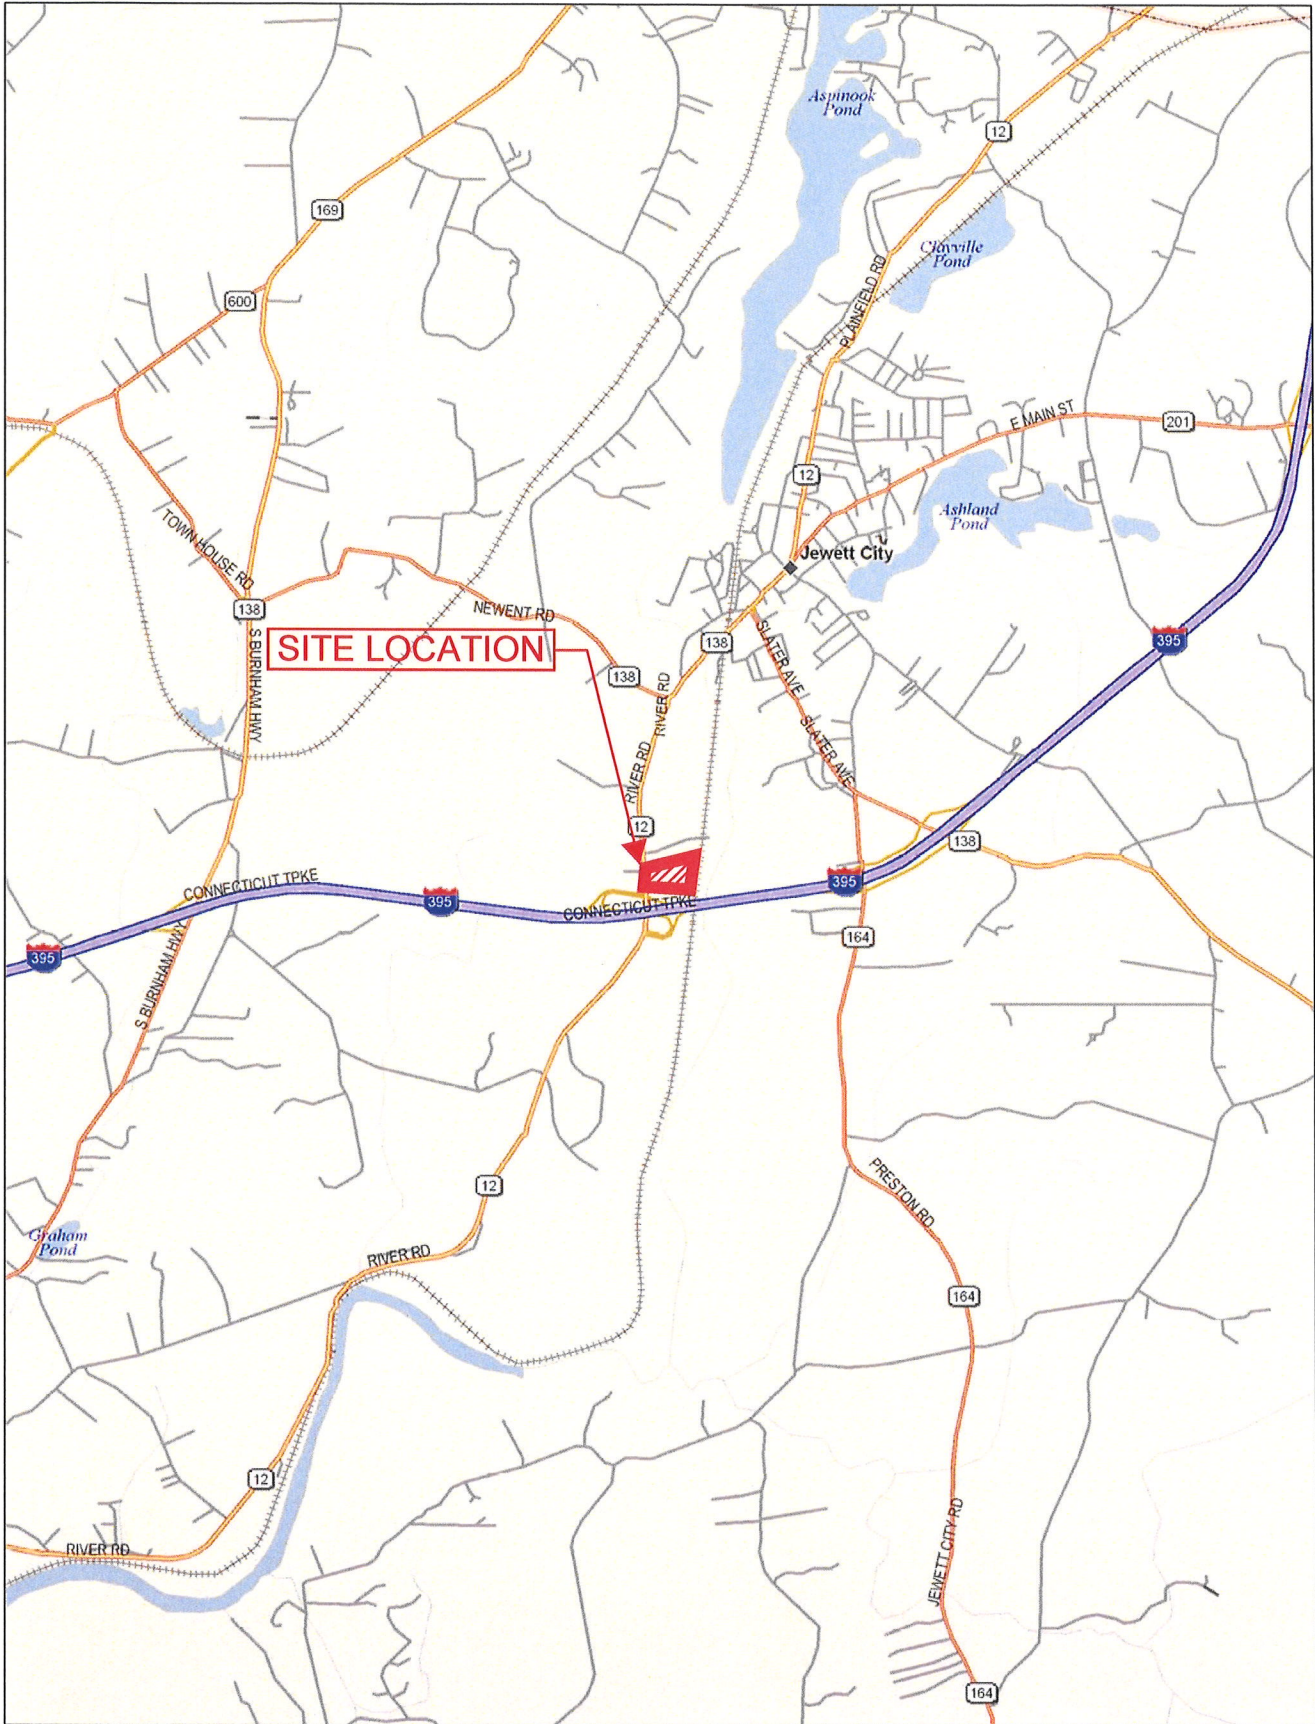 Aspinook
Pond
12
169
Clayville
Pond
600
PLAINFIELD RD
E MAIN ST
201
12
Ashland
Pond
TOWN HOUSE RD
Jewett City
138
NEWENT RD
SLATER AVE
138
395
S BURNHAM HWY
SITE LOCATION
138
RIVER RD
SLATER AVE
RIVER RD
12
138
CONNECTICUT TPKE
395
395
CONNECTICUT TPKE
164
395
S BURNHAM HWY
PRESTON RD
12
Graham
Pond
RIVER RD
164
12
JEWETT CITY RD
RIVER RD
164